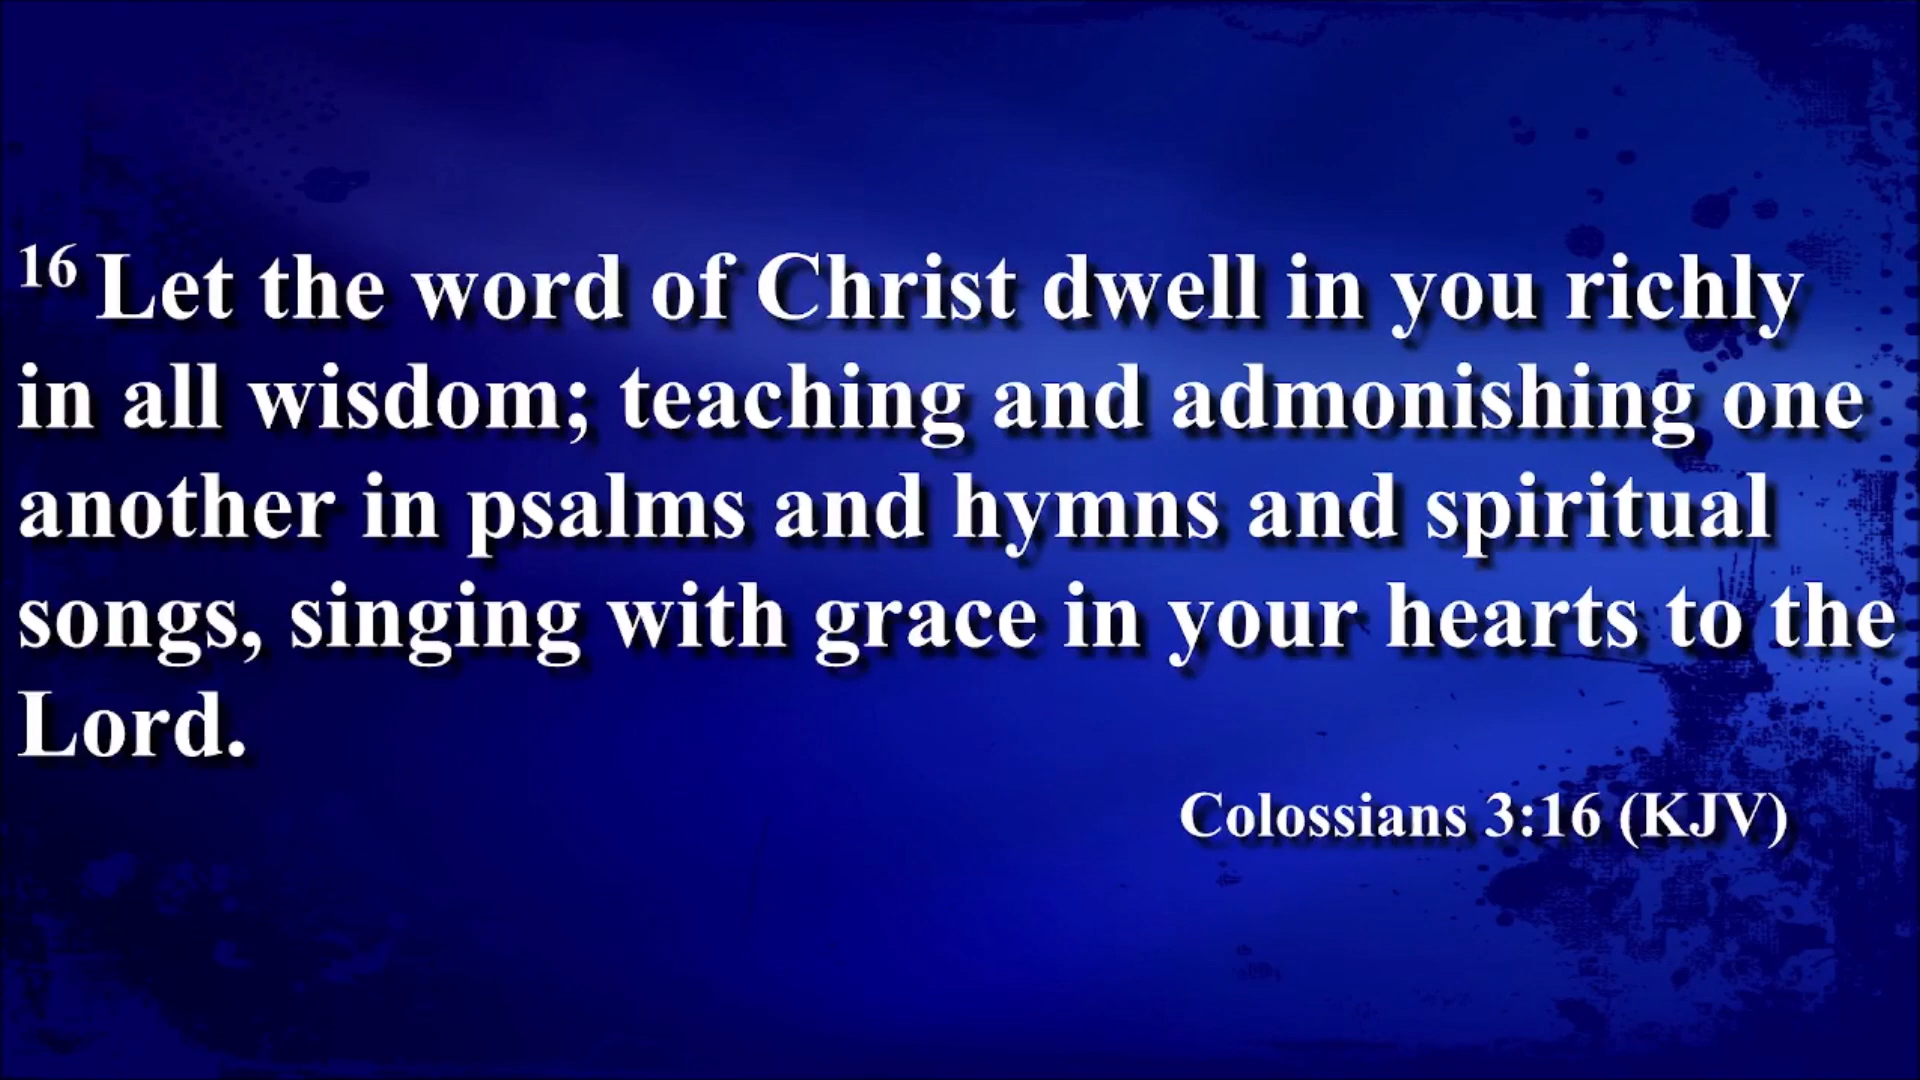 16 Let the word of Christ dwell in you richly
in all wisdom; teaching and admonishing one
another in psalms and hymns and spiritual
songs, singing with grace in your hearts to the
Lord.
Colossians 3:16 (KJV)